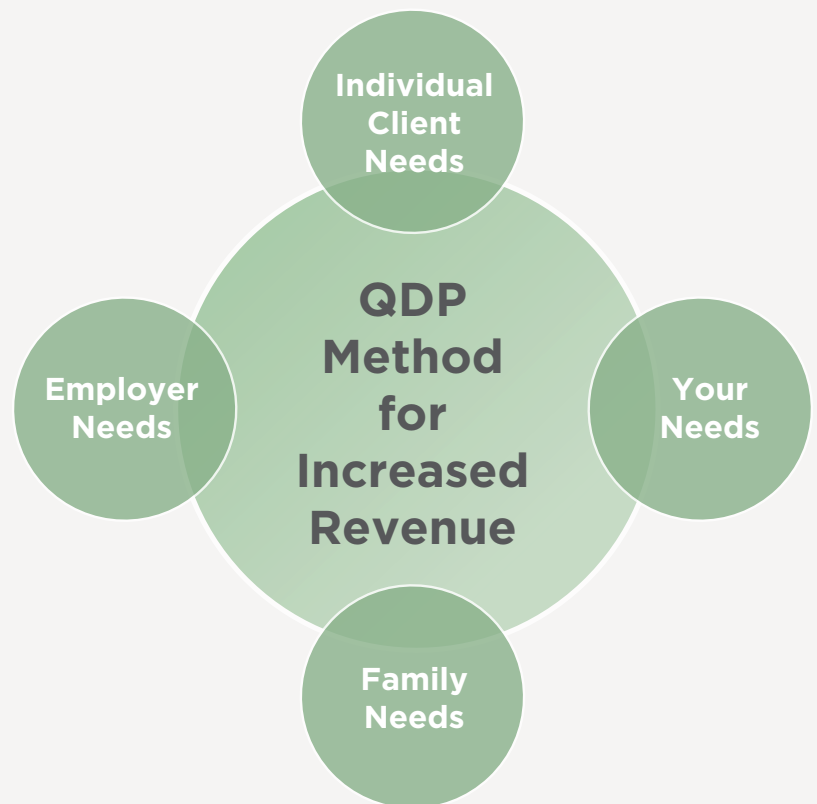 Individual
Client
Needs
QDP
Method
for
Increased
Revenue
Employer
Needs
Your
Needs
Family
Needs